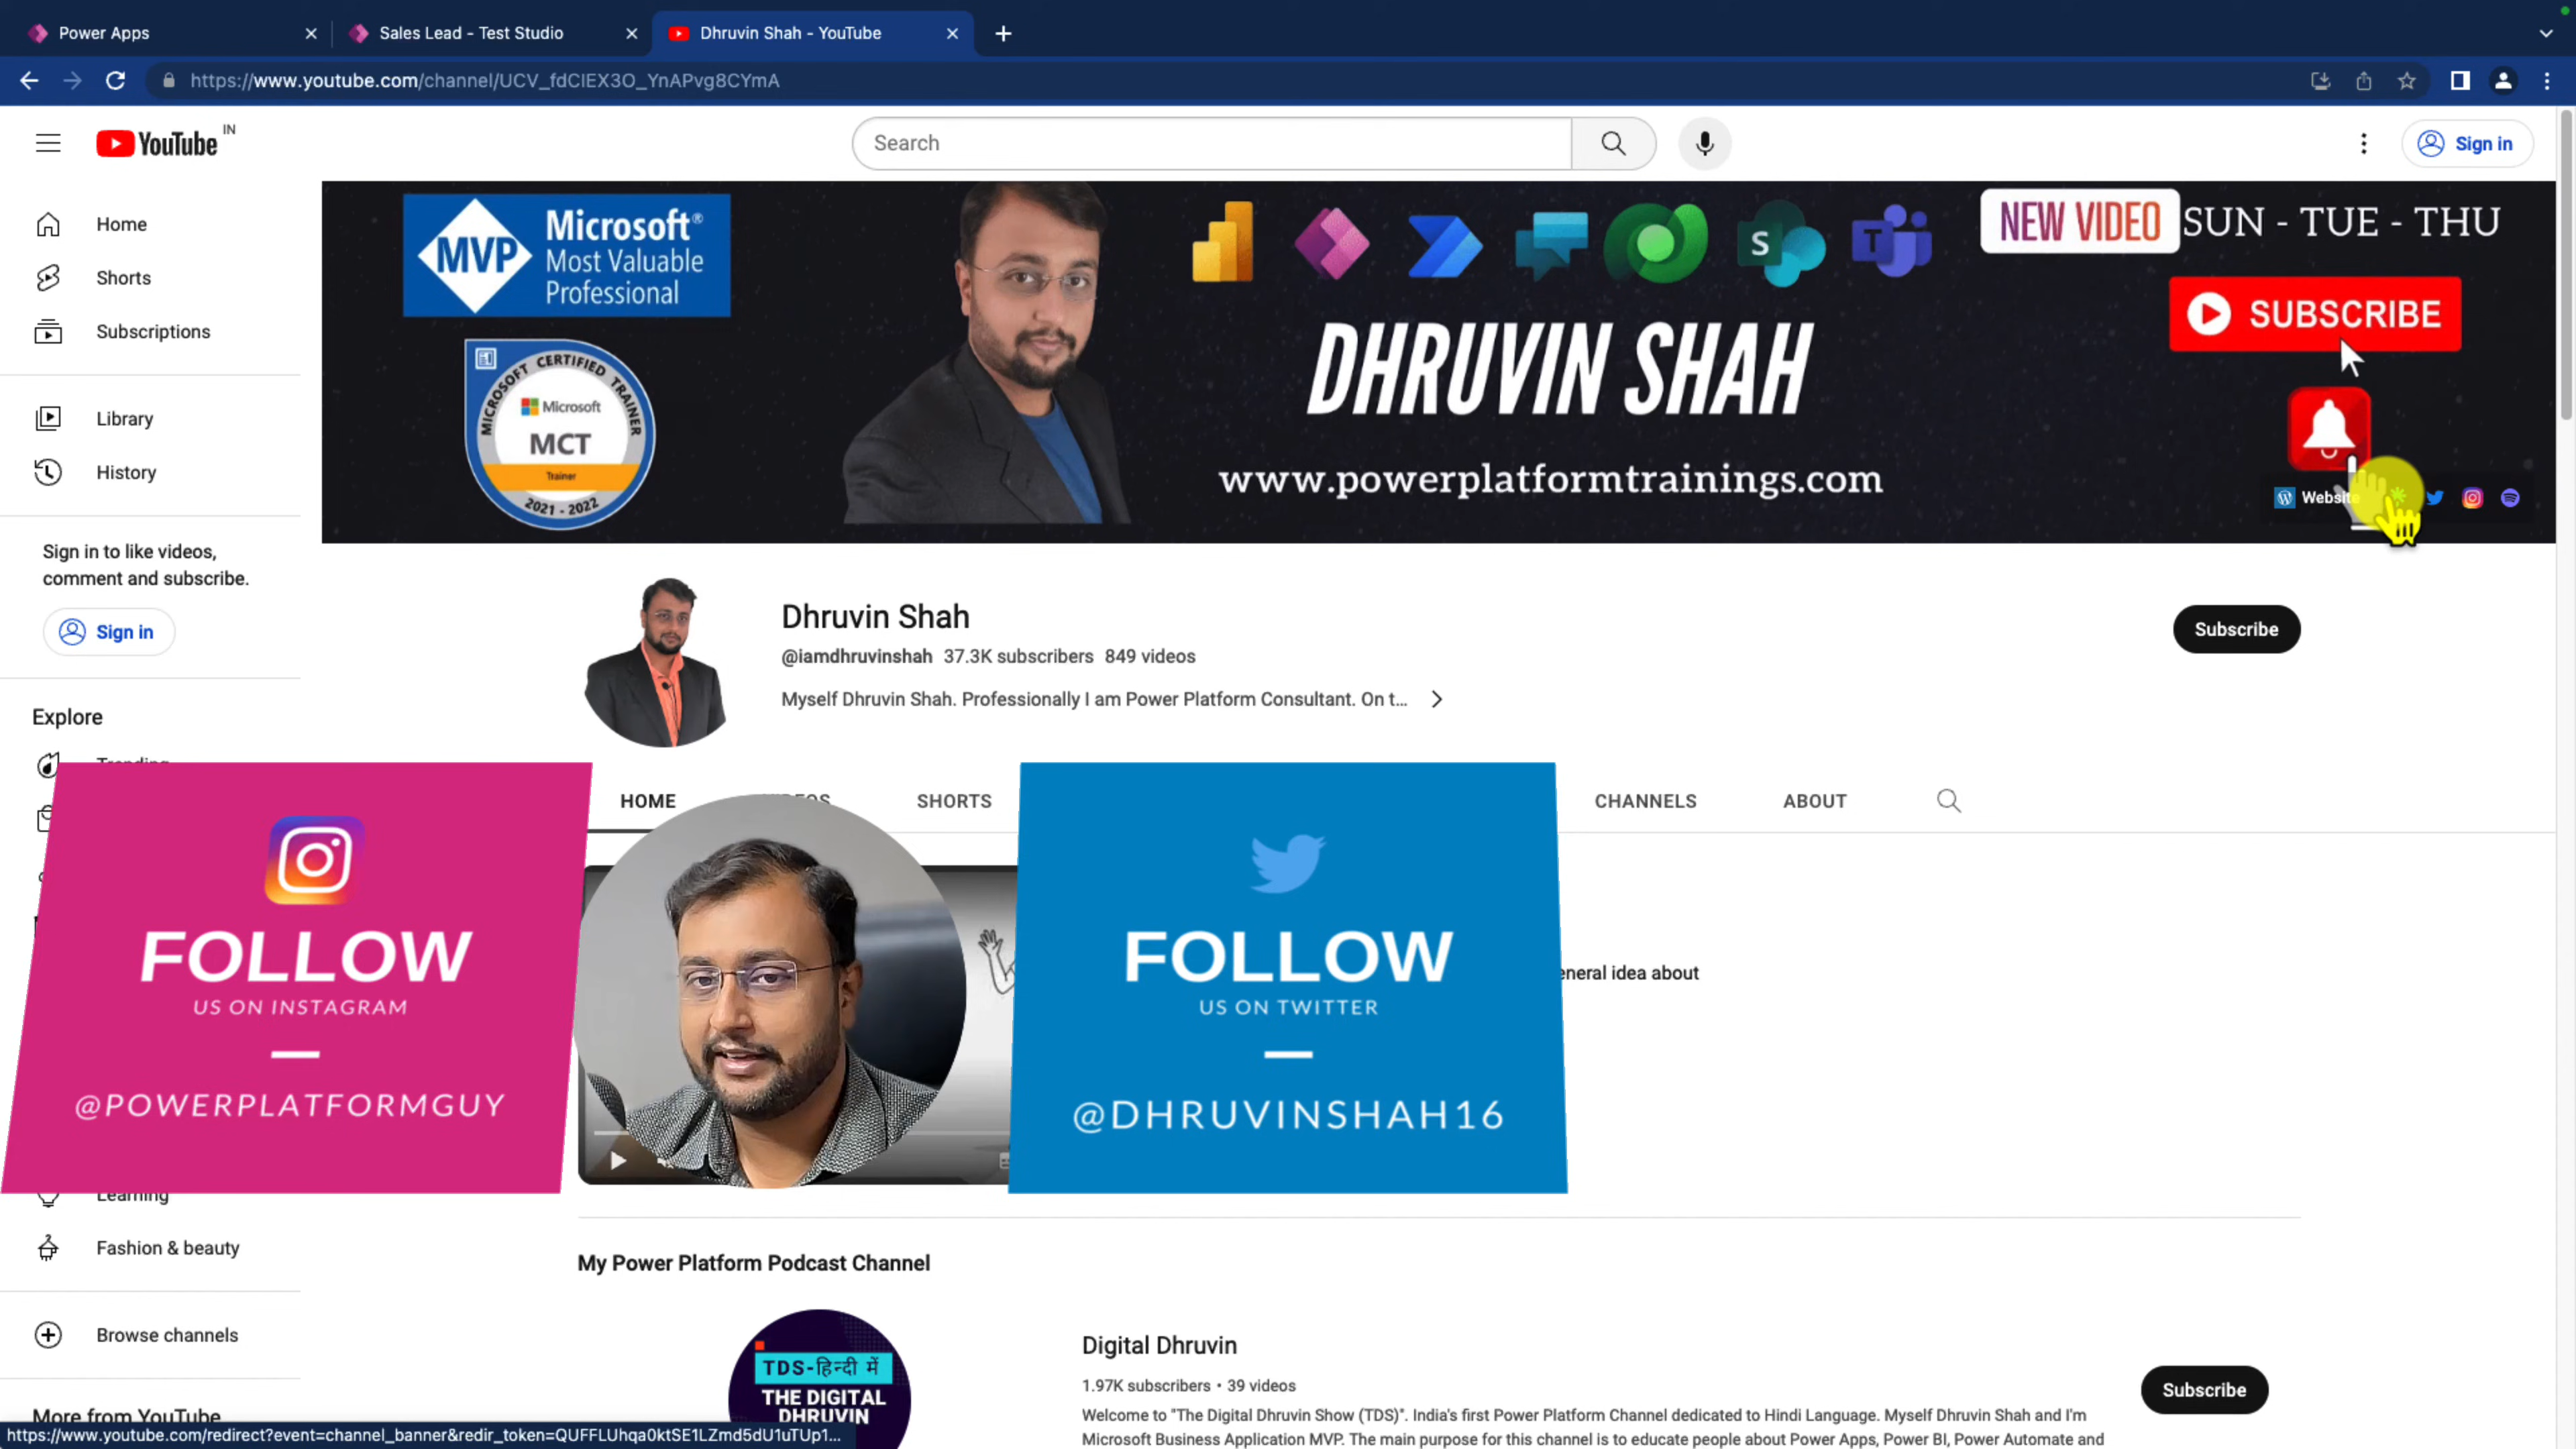 Power Apps
Sales Lead - Test Studio
Dhruvin Shah - YouTube
https://www.youtube.com/channel/UCV_fdClEX3O_YnAPvg8CYmA
YouTube IN
Search
Sign in
Home
Shorts
Subscriptions
Library
History
Sign in to like videos,
comment and subscribe.
Sign in
Explore
Trending
Learning
Fashion & beauty
Browse channels
More from YouTube
MVP
Microsoft®
Most Valuable
Professional
MICROSOFT CERTIFIED TRAINER
Microsoft
MCT
Trainer
2021 - 2022
S
T
DHRUVIN SHAH
www.powerplatformtrainings.com
NEW VIDEO SUN - TUE - THU
SUBSCRIBE
Website
Dhruvin Shah
@iamdhruvinshah 37.3K subscribers 849 videos
Myself Dhruvin Shah. Professionally I am Power Platform Consultant. On t...
Subscribe
HOME
VIDEOS
SHORTS
CHANNELS
ABOUT
FOLLOW
US ON INSTAGRAM
@POWERPLATFORMGUY
FOLLOW
US ON TWITTER
@DHRUVINSHAH16
eneral idea about
My Power Platform Podcast Channel
TDS-हिन्दी में
THE DIGITAL
DHRUVIN
Digital Dhruvin
1.97K subscribers • 39 videos
Welcome to "The Digital Dhruvin Show (TDS)". India's first Power Platform Channel dedicated to Hindi Language. Myself Dhruvin Shah and I'm
Microsoft Business Application MVP. The main purpose for this channel is to educate people about Power Apps, Power BI, Power Automate and
Subscribe
https://www.youtube.com/redirect?event=channel_banner&redir_token=QUFFLUhqa0ktSE1LZmd5dU1uTUp1...